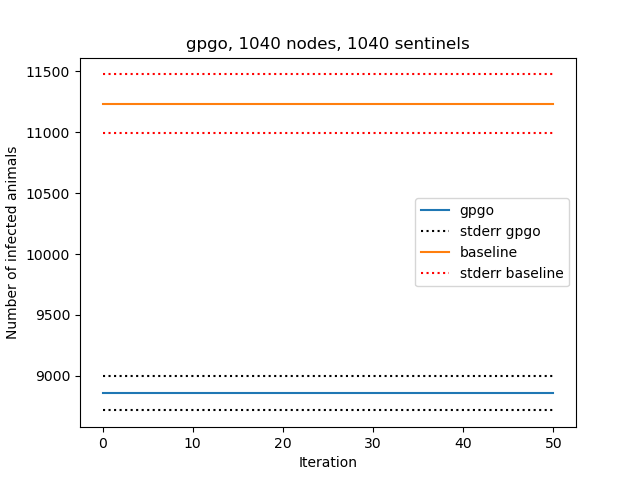 gpgo, 1040 nodes, 1040 sentinels
Number of infected animals
11500
11000
10500
10000
9500
9000
gpgo
stderr gpgo
baseline
stderr baseline
0 10 20 30 40 50
Iteration